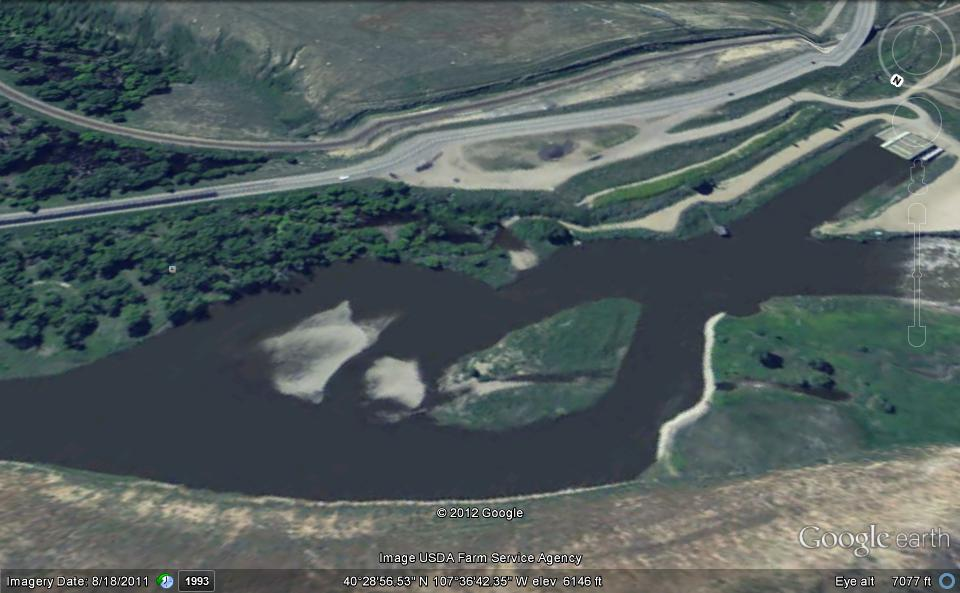 N
© 2012 Google
Google earth
Image USDA Farm Service Agency
Imagery Date: 8/18/2011 1993 40°28'56.53" N 107°36'42.35" W elev 6146 ft Eye alt 7077 ft